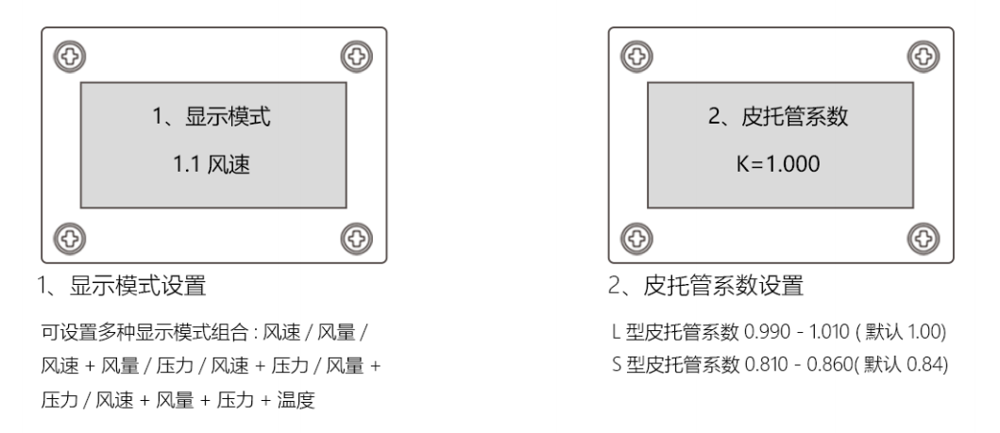 1、显示模式
1.1 风速
1、显示模式设置
可设置多种显示模式组合 : 风速 / 风量 /
风速 + 风量 / 压力 / 风速 + 压力 / 风量 +
压力 / 风速 + 风量 + 压力 + 温度
2、皮托管系数
K=1.000
2、皮托管系数设置
L 型皮托管系数 0.990 - 1.010 ( 默认 1.00)
S 型皮托管系数 0.810 - 0.860( 默认 0.84)